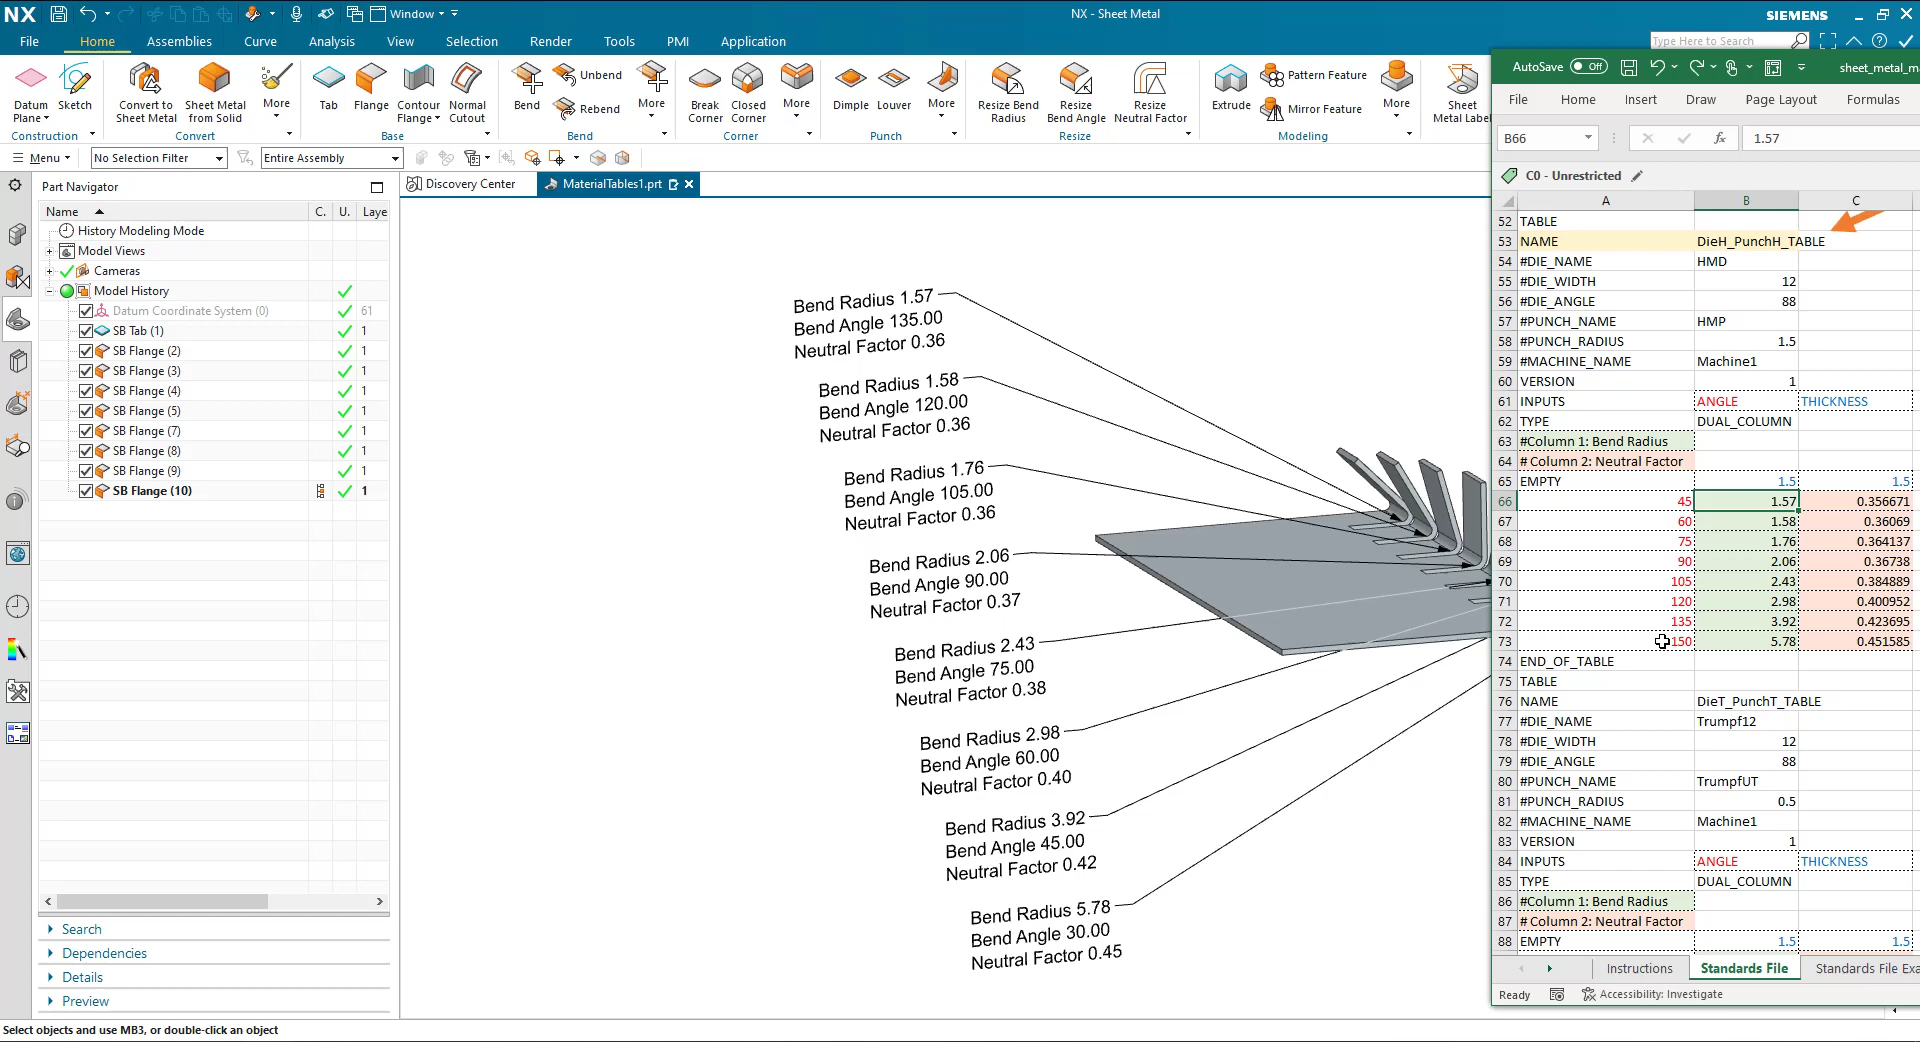 NX
Window
NX - Sheet Metal
SIEMENS
File
Home
Assemblies
Curve
Analysis
View
Selection
Render
Tools
PMI
Application
Type Here to Search
Datum Plane
Sketch
Construction
Convert to Sheet Metal
Sheet Metal from Solid
More
Convert
Tab
Flange
Contour Flange
Normal Cutout
Base
Bend
Unbend
Rebend
More
Bend
Break Corner
Closed Corner
More
Corner
Dimple
Louver
More
Punch
Resize Bend Radius
Resize Bend Angle
Resize Neutral Factor
Resize
Extrude
Pattern Feature
Mirror Feature
More
Modeling
Sheet Metal Label
Menu
No Selection Filter
Entire Assembly
Part Navigator
Name
C.
U.
Laye
History Modeling Mode
Model Views
Cameras
Model History
Datum Coordinate System (0) 61
SB Tab (1) 1
SB Flange (2) 1
SB Flange (3) 1
SB Flange (4) 1
SB Flange (5) 1
SB Flange (7) 1
SB Flange (8) 1
SB Flange (9) 1
SB Flange (10) 1
Search
Dependencies
Details
Preview
Select objects and use MB3, or double-click an object
Discovery Center
MaterialTables1.prt
Bend Radius 1.57
Bend Angle 135.00
Neutral Factor 0.36
Bend Radius 1.58
Bend Angle 120.00
Neutral Factor 0.36
Bend Radius 1.76
Bend Angle 105.00
Neutral Factor 0.36
Bend Radius 2.06
Bend Angle 90.00
Neutral Factor 0.37
Bend Radius 2.43
Bend Angle 75.00
Neutral Factor 0.38
Bend Radius 2.98
Bend Angle 60.00
Neutral Factor 0.40
Bend Radius 3.92
Bend Angle 45.00
Neutral Factor 0.42
Bend Radius 5.78
Bend Angle 30.00
Neutral Factor 0.45
AutoSave Off
sheet_metal_m
File
Home
Insert
Draw
Page Layout
Formulas
B66
fx
1.57
C0 - Unrestricted
A B C
52 TABLE
53 NAME DieH_PunchH_TABLE
54 #DIE_NAME HMD
55 #DIE_WIDTH 12
56 #DIE_ANGLE 88
57 #PUNCH_NAME HMP
58 #PUNCH_RADIUS 1.5
59 #MACHINE_NAME Machine1
60 VERSION 1
61 INPUTS ANGLE THICKNESS
62 TYPE DUAL_COLUMN
63 #Column 1: Bend Radius
64 # Column 2: Neutral Factor
65 EMPTY 1.5 1.5
66 45 1.57 0.356671
67 60 1.58 0.36069
68 75 1.76 0.364137
69 90 2.06 0.36738
70 105 2.43 0.384889
71 120 2.98 0.400952
72 135 3.92 0.423695
73 150 5.78 0.451585
74 END_OF_TABLE
75 TABLE
76 NAME DieT_PunchT_TABLE
77 #DIE_NAME Trumpf12
78 #DIE_WIDTH 12
79 #DIE_ANGLE 88
80 #PUNCH_NAME TrumpfUT
81 #PUNCH_RADIUS 0.5
82 #MACHINE_NAME Machine1
83 VERSION 1
84 INPUTS ANGLE THICKNESS
85 TYPE DUAL_COLUMN
86 #Column 1: Bend Radius
87 # Column 2: Neutral Factor
88 EMPTY 1.5 1.5
Instructions
Standards File
Standards File Exa
Ready
Accessibility: Investigate